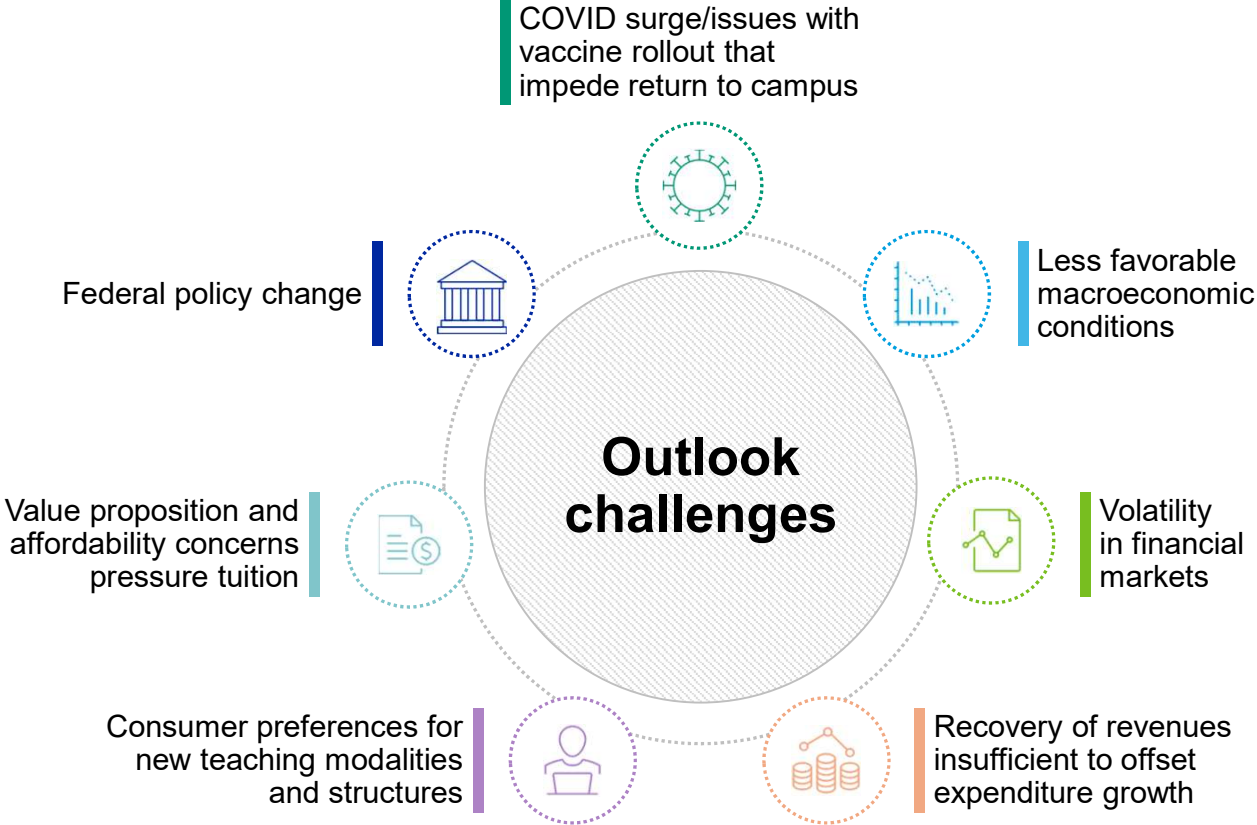 COVID surge/issues with
vaccine rollout that
impede return to campus
Federal policy change
Less favorable
macroeconomic
conditions
Outlook
challenges
Value proposition and
affordability concerns
pressure tuition
$
Volatility
in financial
markets
Consumer preferences for
new teaching modalities
and structures
Recovery of revenues
insufficient to offset
expenditure growth